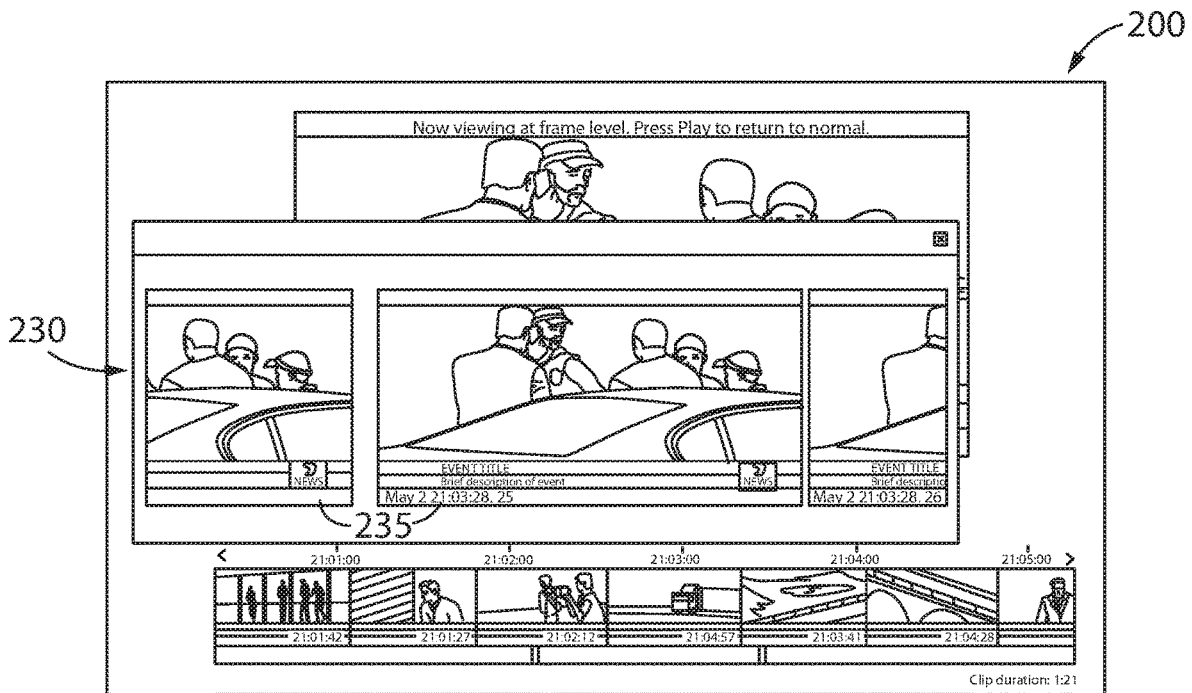 200
Now viewing at frame level. Press Play to return to normal.
230
NEWS
EVENT TITLE
Brief description of event
NEWS
May 2 21:03:28. 25
EVENT TITLE
Brief descriptio
May 2 21:03:28. 26
235
< 21:01:00 21:02:00 21:03:00 21:04:00 21:05:00 >
21:01:42 21:01:27 21:02:12 21:04:57 21:03:41 21:04:28
Clip duration: 1:21